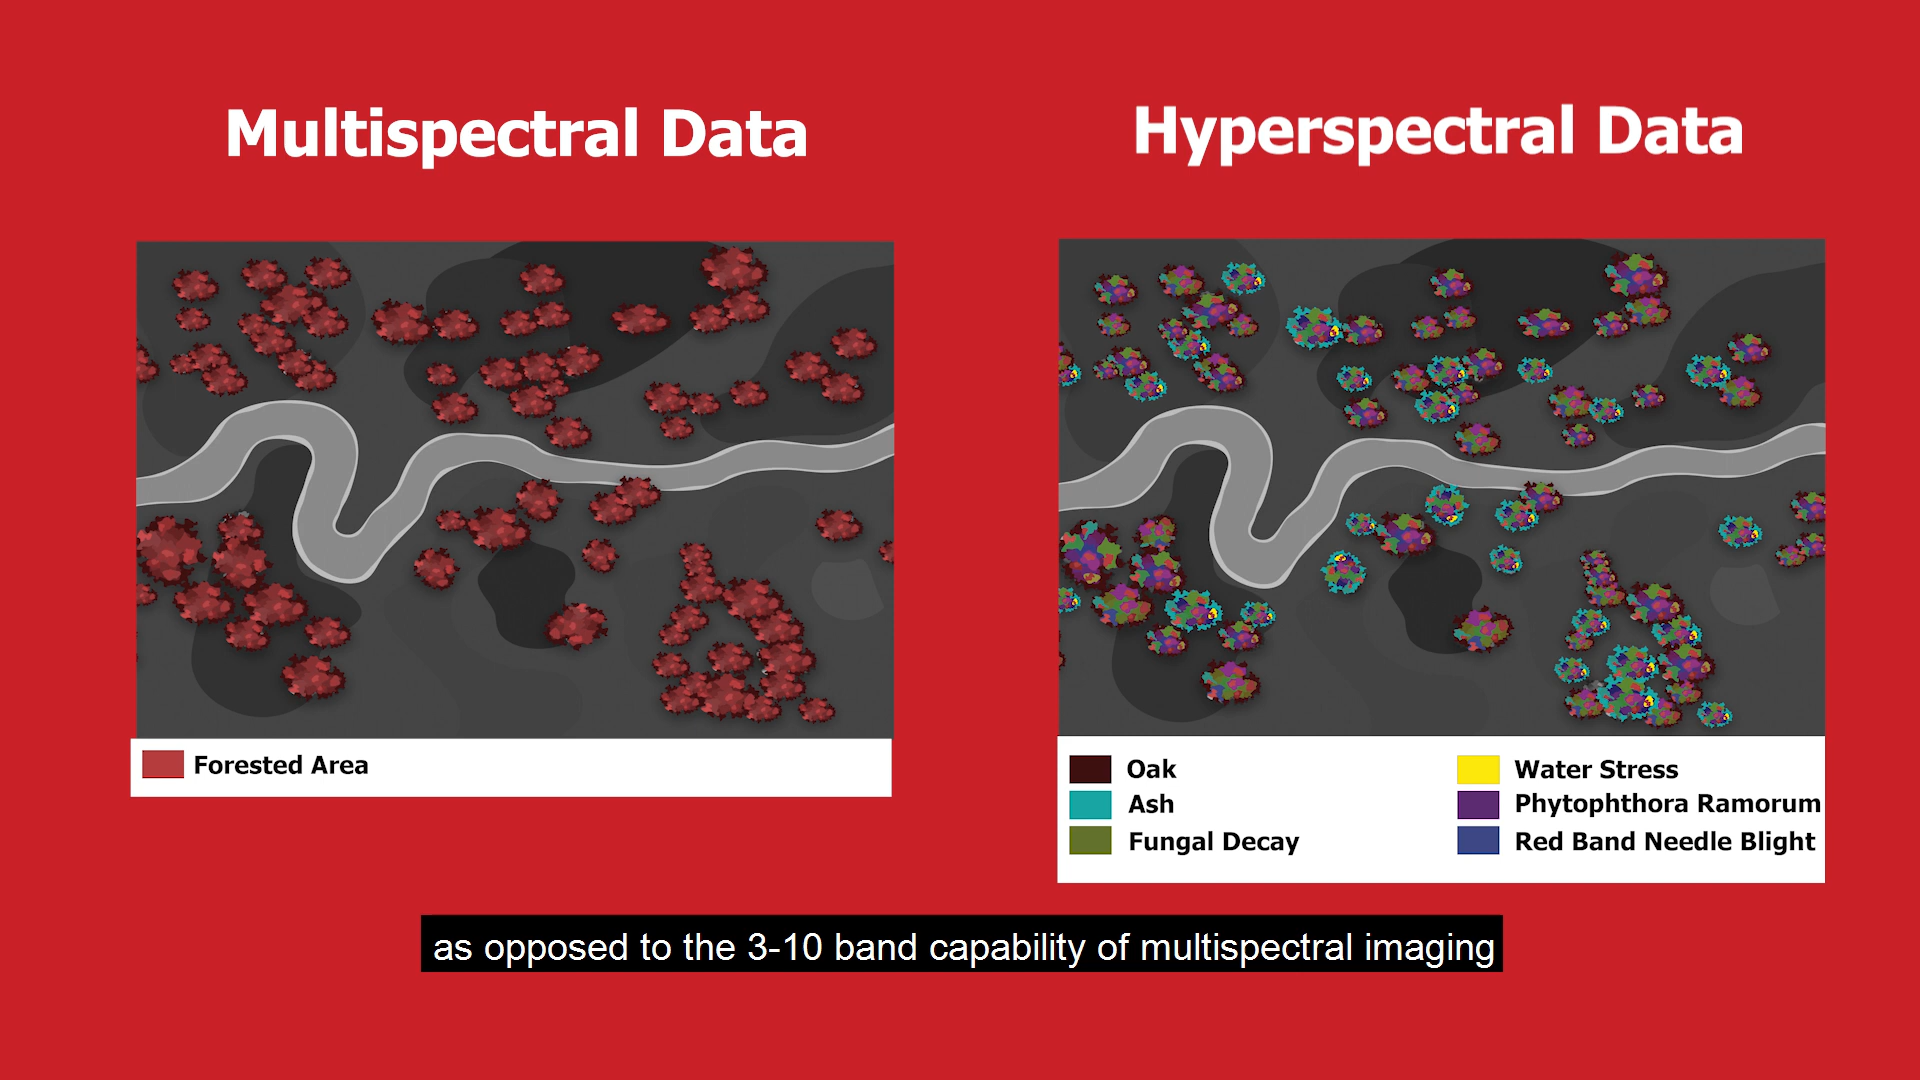 Multispectral Data
Hyperspectral Data
Forested Area
Oak
Ash
Fungal Decay
Water Stress
Phytophthora Ramorum
Red Band Needle Blight
as opposed to the 3-10 band capability of multispectral imaging